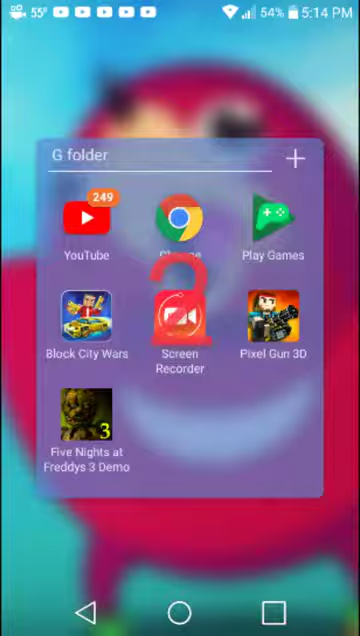 55° 54% 5:14 PM
G folder
249
YouTube
Chrome
Play Games
Block City Wars
Screen
Recorder
Pixel Gun 3D
3
Five Nights at
Freddys 3 Demo